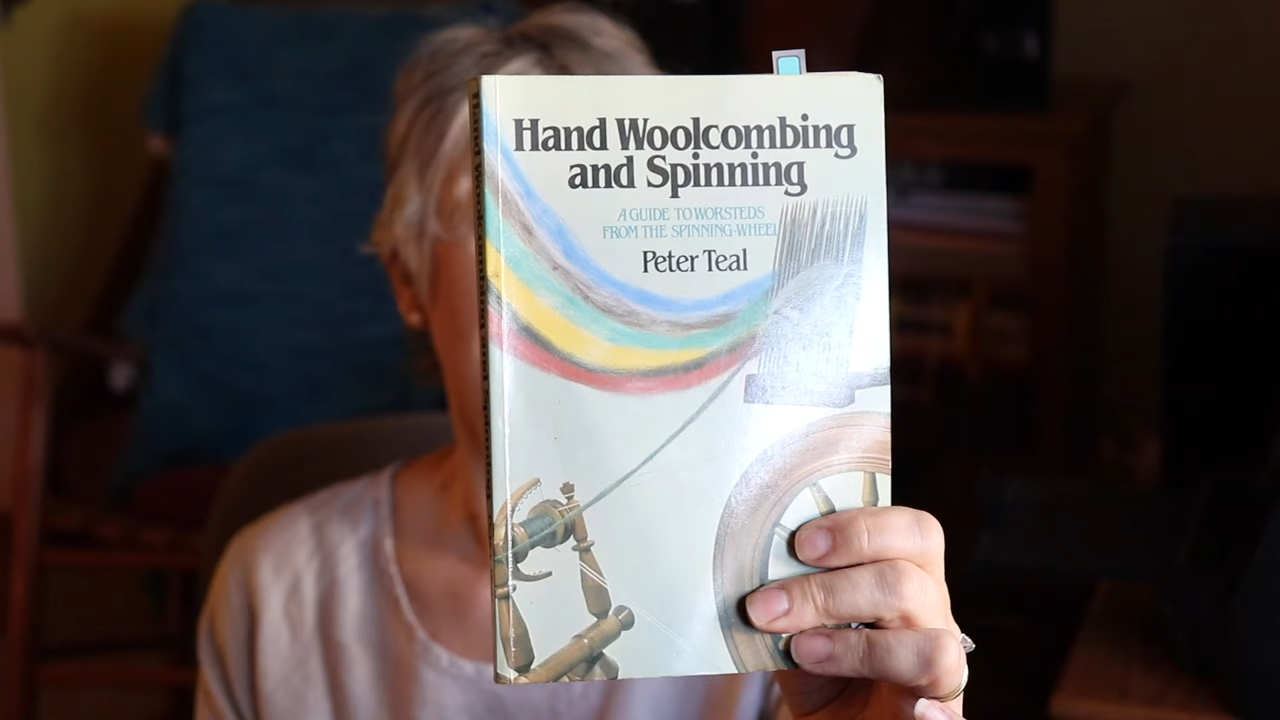 Hand Woolcombing
and Spinning
A GUIDE TO WORSTEDS
FROM THE SPINNING-WHEEL
Peter Teal